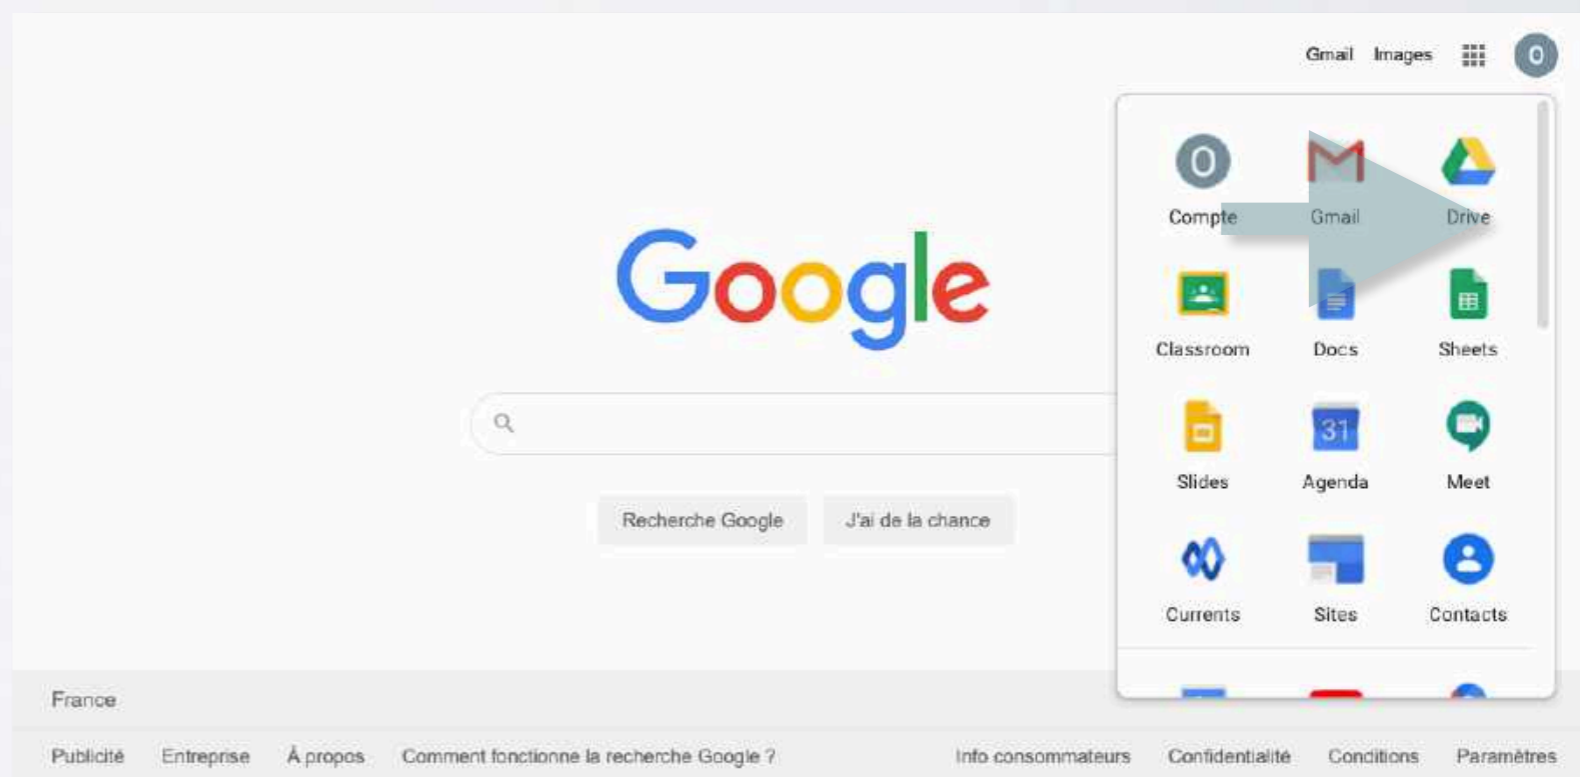 Gmail Images
O
O
Compte Gmail Drive
Google
Classroom Docs Sheets
31
Slides Agenda Meet
Recherche Google J'ai de la chance
Currents Sites Contacts
France
Publicité Entreprise À propos Comment fonctionne la recherche Google ? Info consommateurs Confidentialité Conditions Paramètres